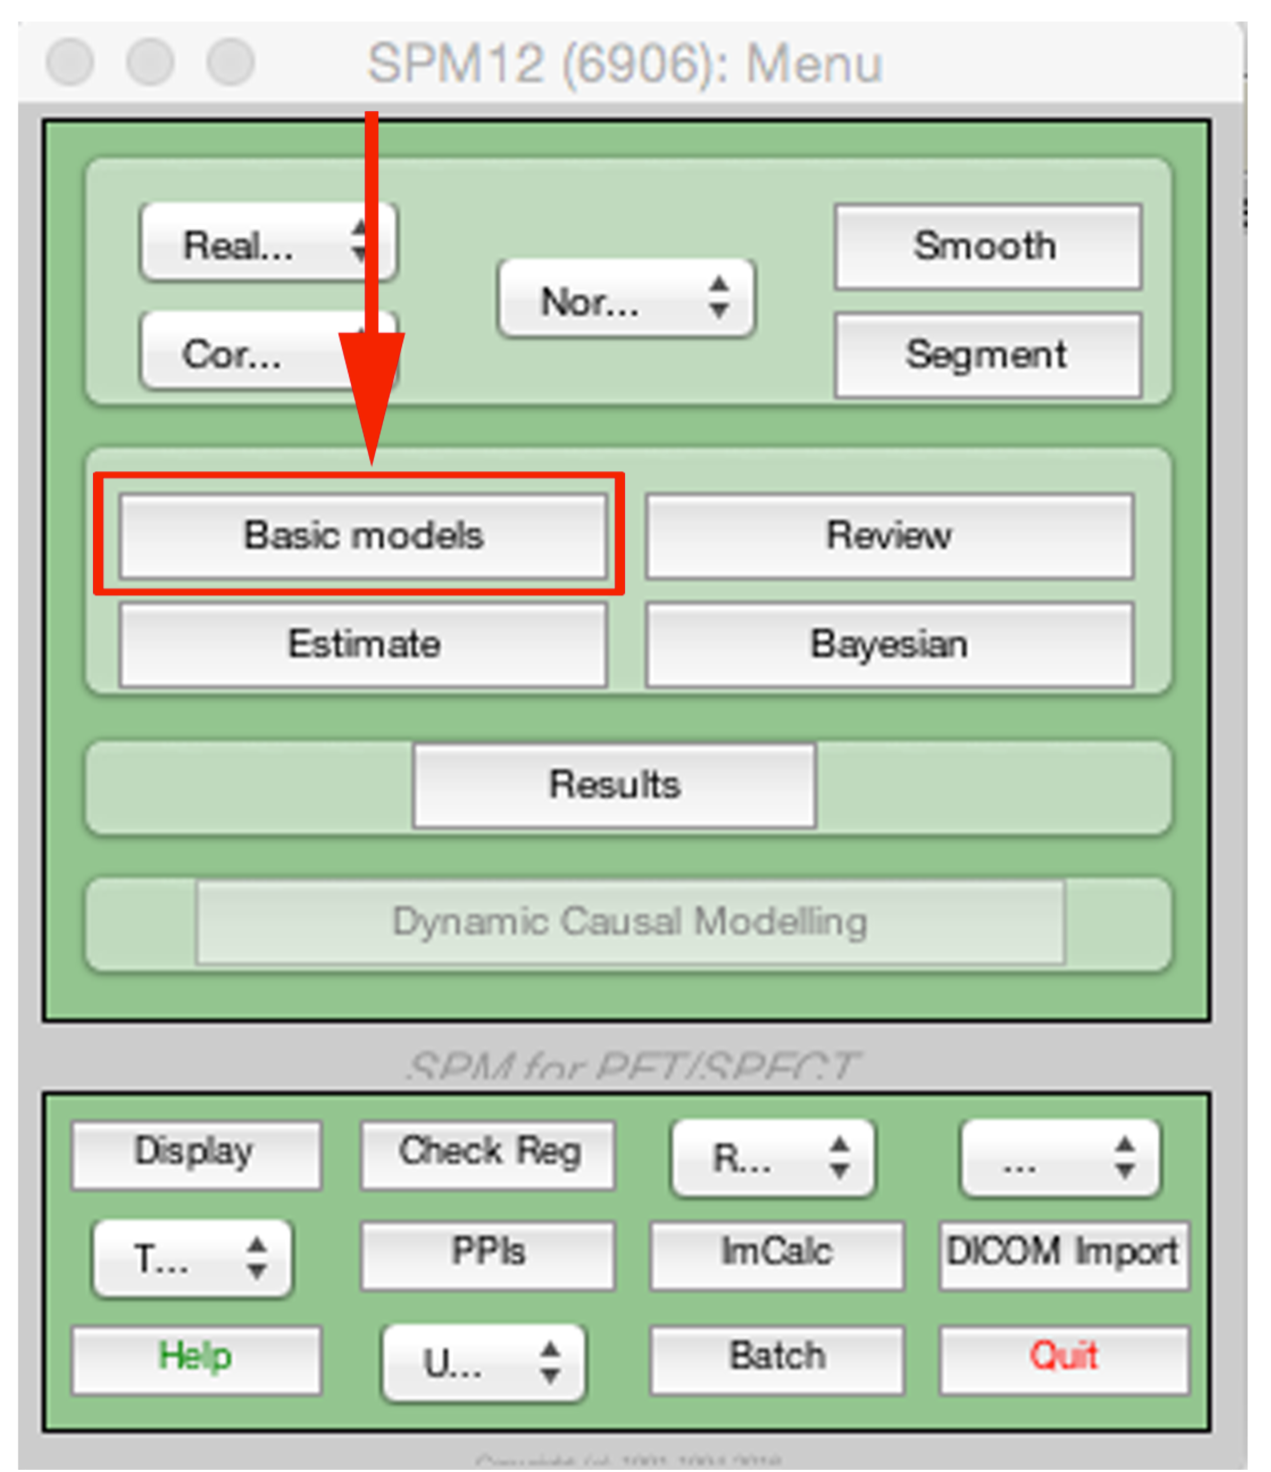 SPM12 (6906): Menu
Real...
Cor...
Nor...
Smooth
Segment
Basic models
Review
Estimate
Bayesian
Results
Dynamic Causal Modelling
SPM for PET/SPECT
Display
Check Reg
R...
...
T...
PPIs
ImCalc
DICOM Import
Help
U...
Batch
Quit